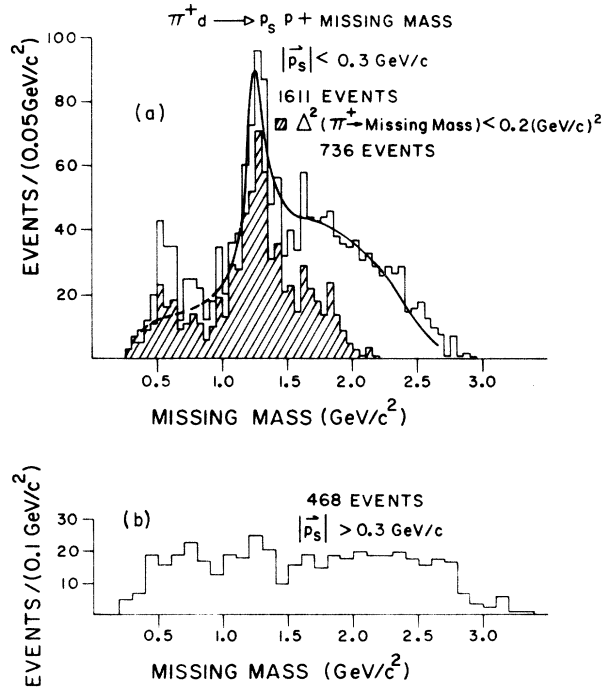 π⁺d ⟶ pₛ p + MISSING MASS
|p⃗ₛ| < 0.3 GeV/c
1611 EVENTS
Δ² (π⁺→Missing Mass) < 0.2(GeV/c)²
736 EVENTS
(a)
EVENTS / (0.05GeV/c²)
100
80
60
40
20
0.5 1.0 1.5 2.0 2.5 3.0
MISSING MASS (GeV/c²)
(b)
468 EVENTS
|p⃗ₛ| > 0.3 GeV/c
EVENTS / (0.1 GeV/c²)
30
20
10
0.5 1.0 1.5 2.0 2.5 3.0
MISSING MASS (GeV/c²)